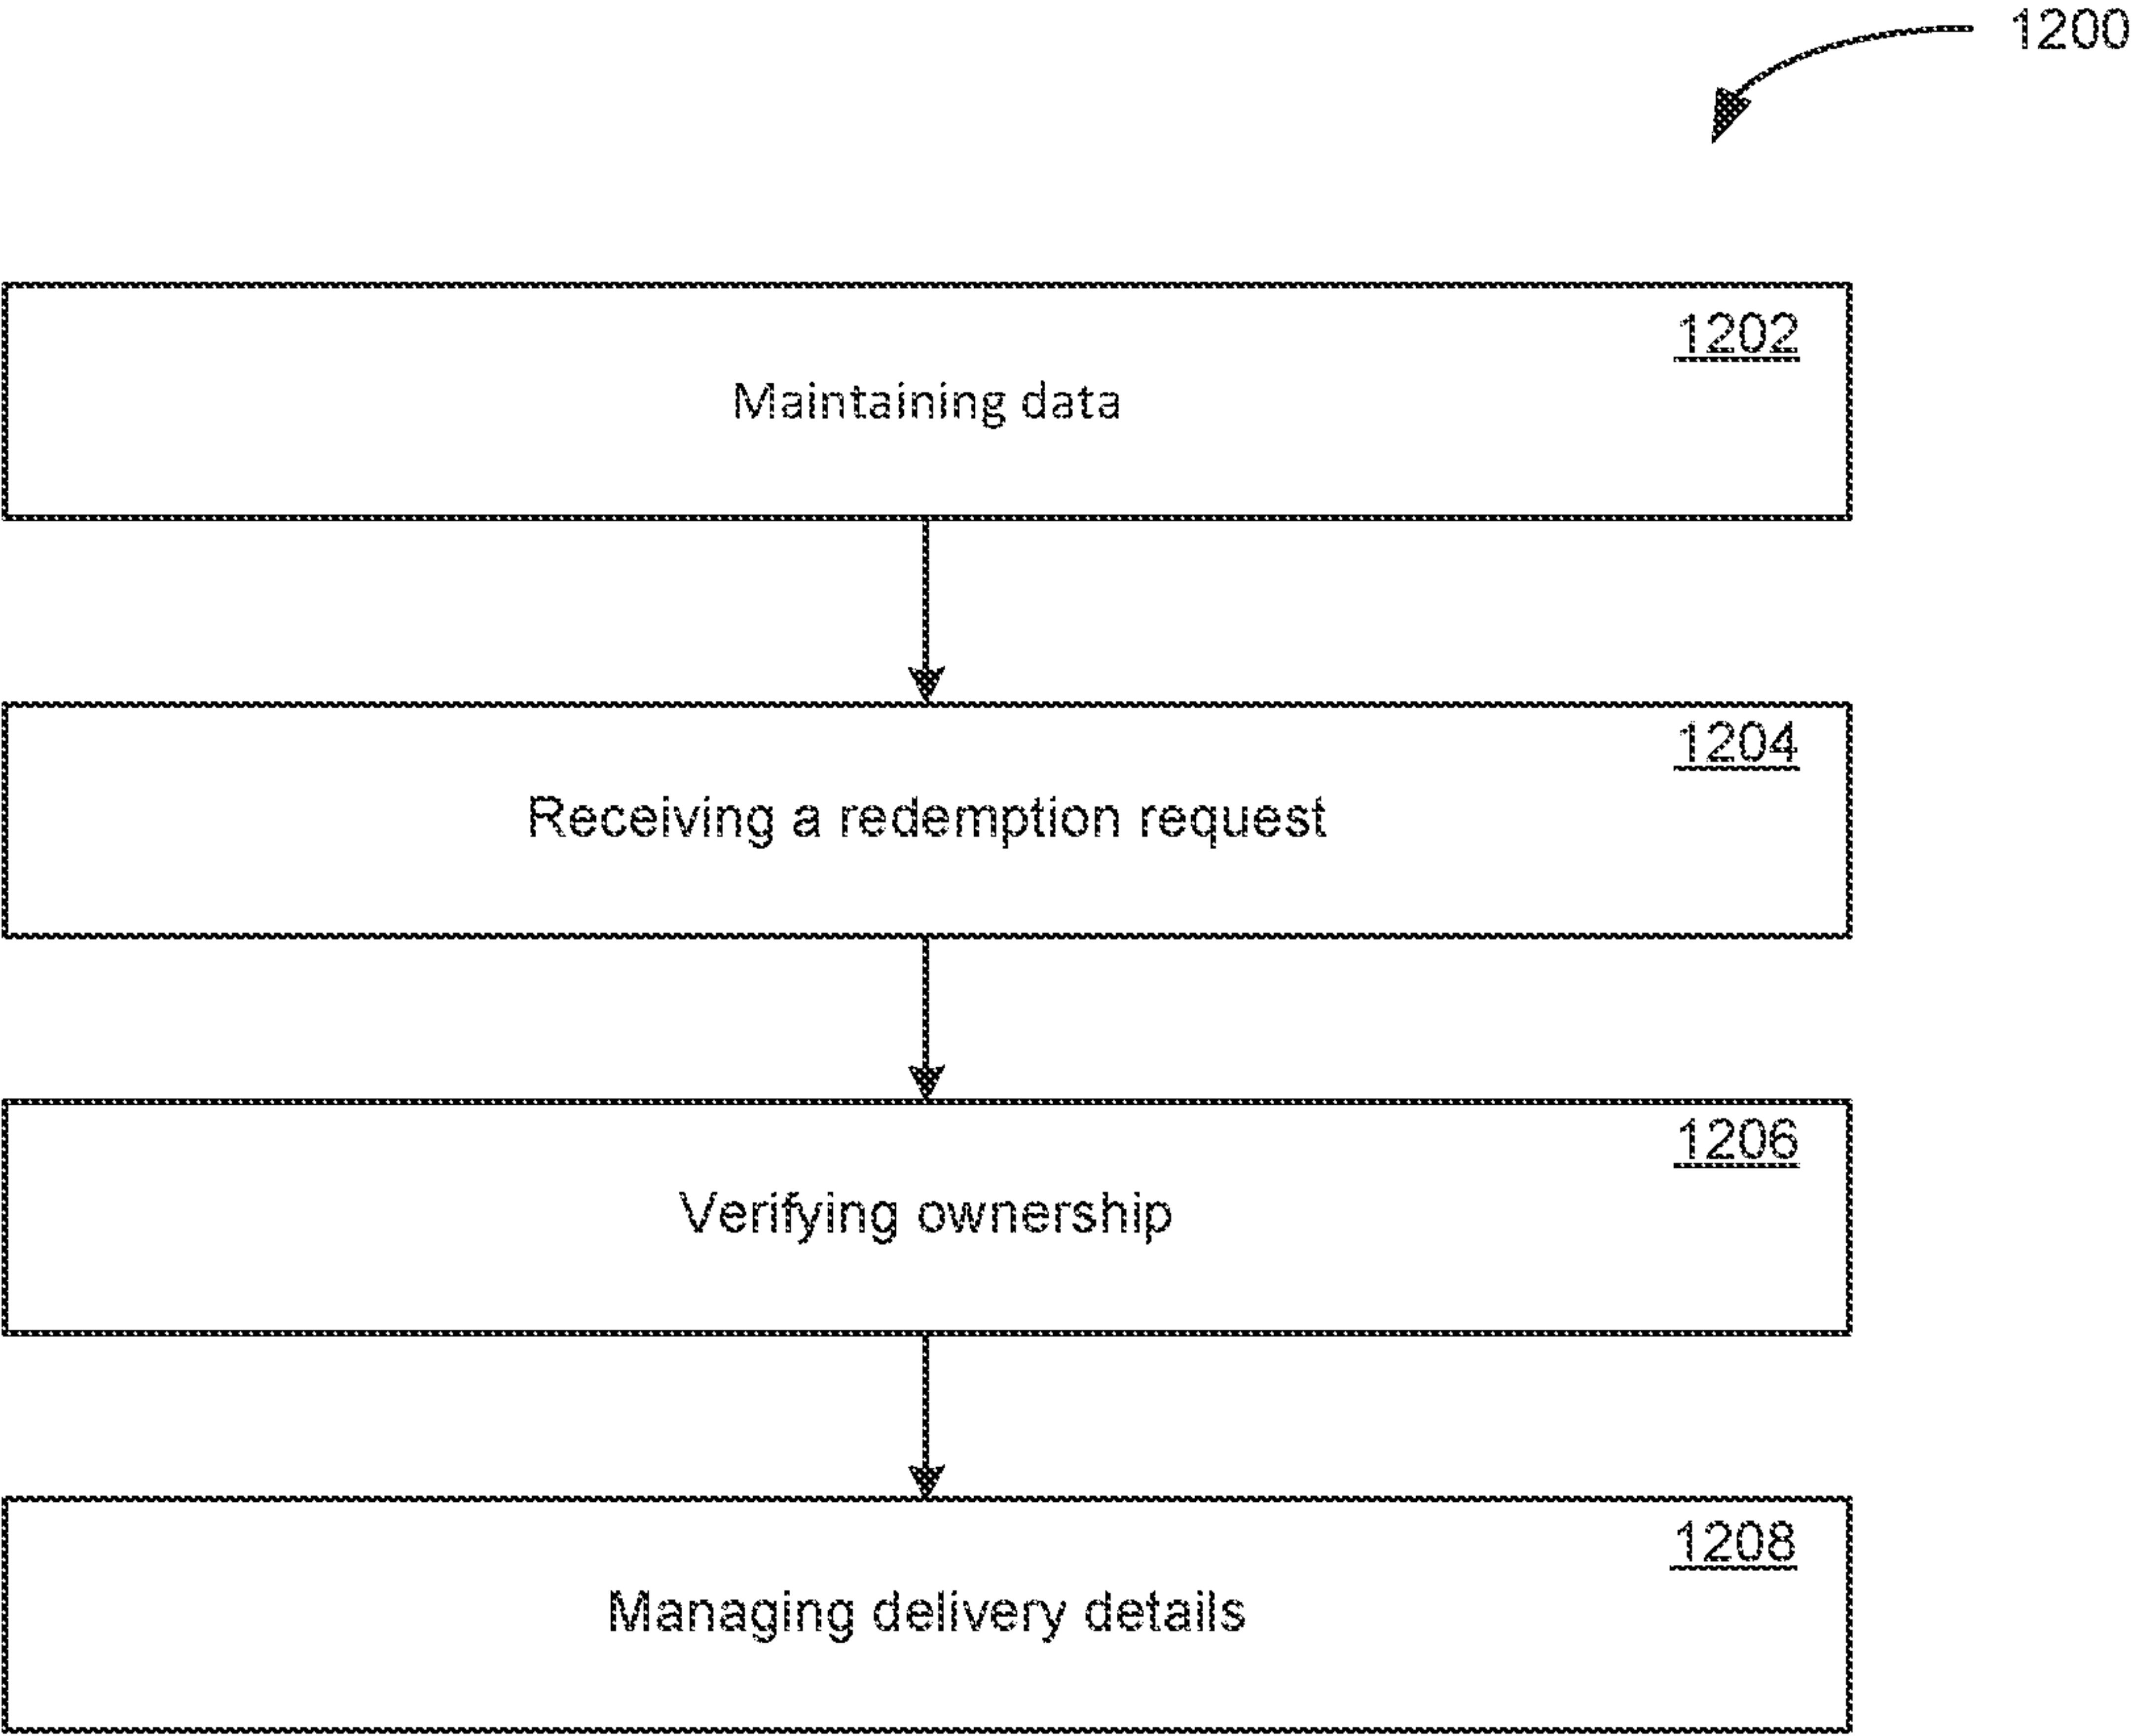 1200
1202
Maintaining data
1204
Receiving a redemption request
1206
Verifying ownership
1208
Managing delivery details